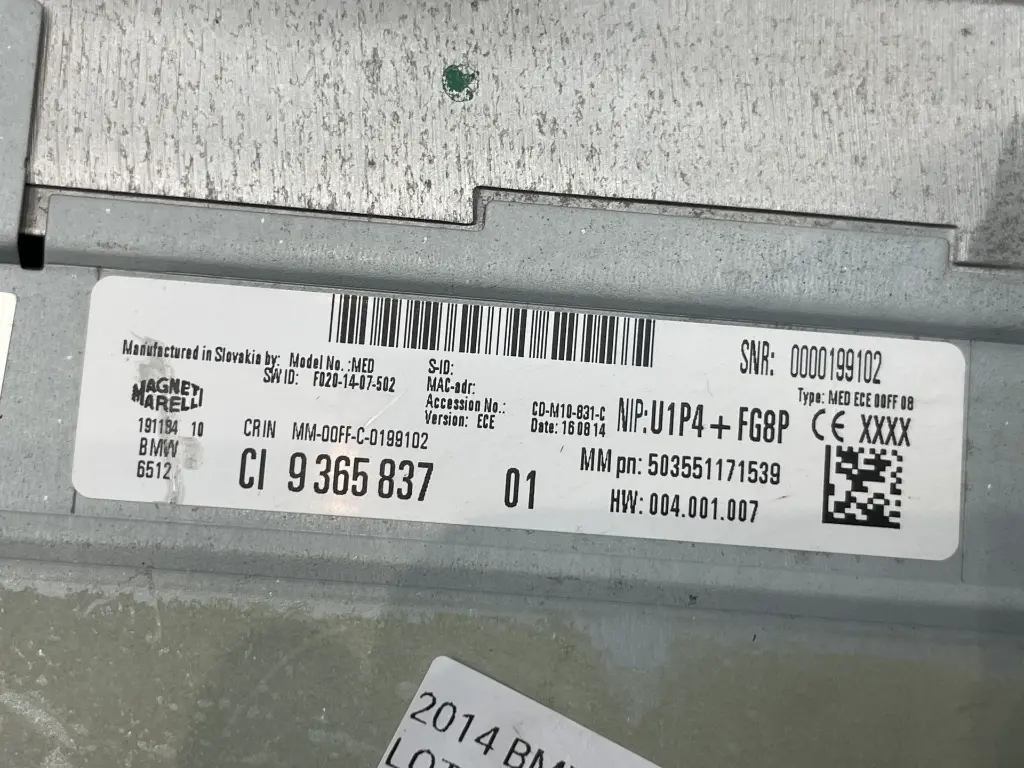 Manufactured in Slovakia by:
MAGNETI
MARELLI
191184 10
BMW
6512
Model No.:MED
SW ID: F020-14-07-502
CRIN MM-00FF-C-0199102
CI 9 365 837 01
S-ID:
MAC-adr:
Accession No.: CD-M10-831-C
Version: ECE Date: 16 08 14
SNR: 0000199102
Type: MED ECE 00FF 08
NIP:U1P4+FG8P CE XXXX
MM pn: 503551171539
HW: 004.001.007
2014